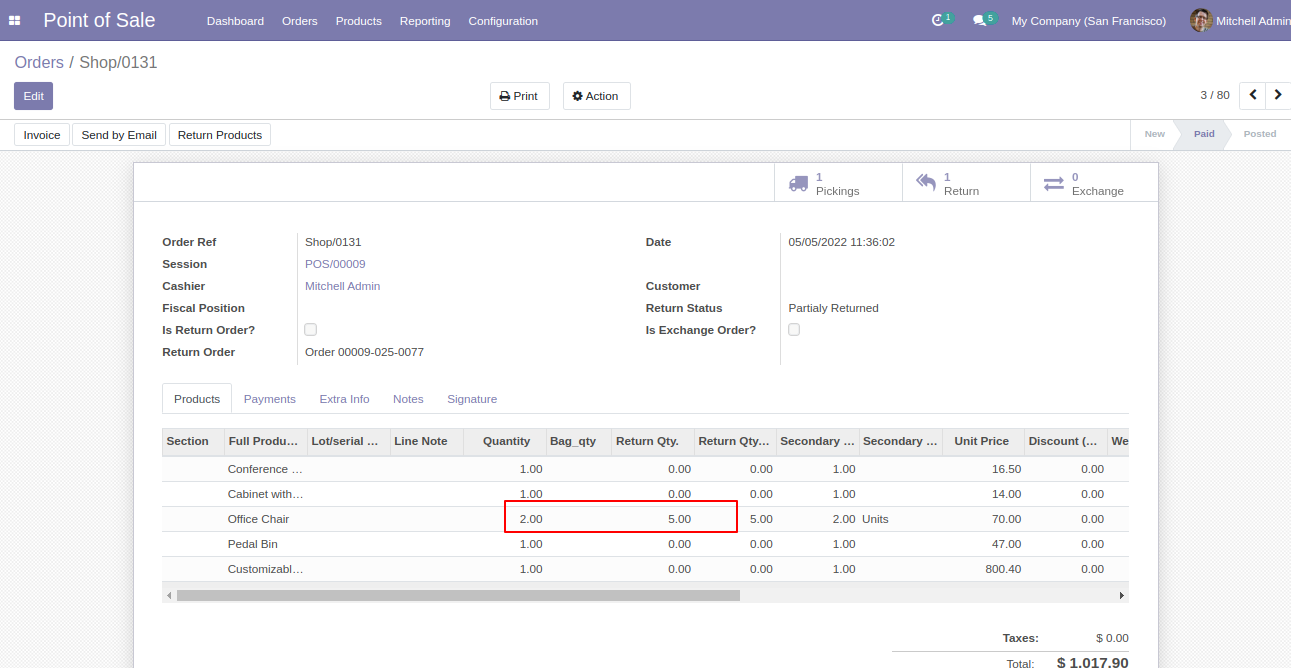 Point of Sale Dashboard Orders Products Reporting Configuration 1 5 My Company (San Francisco) Mitchell Admin
Orders / Shop/0131
Edit Print Action 3 / 80
Invoice Send by Email Return Products New Paid Posted
1 Pickings 1 Return 0 Exchange
Order Ref Shop/0131 Date 05/05/2022 11:36:02
Session POS/00009
Cashier Mitchell Admin Customer
Fiscal Position Return Status Partialy Returned
Is Return Order? Is Exchange Order?
Return Order Order 00009-025-0077
Products Payments Extra Info Notes Signature
Section Full Produ… Lot/serial … Line Note Quantity Bag_qty Return Qty. Return Qty… Secondary … Secondary … Unit Price Discount (… We
Conference … 1.00 0.00 0.00 1.00 16.50 0.00
Cabinet with… 1.00 0.00 0.00 1.00 14.00 0.00
Office Chair 2.00 5.00 5.00 2.00 Units 70.00 0.00
Pedal Bin 1.00 0.00 0.00 1.00 47.00 0.00
Customizabl… 1.00 0.00 0.00 1.00 800.40 0.00
Taxes: $ 0.00
Total: $ 1,017.90